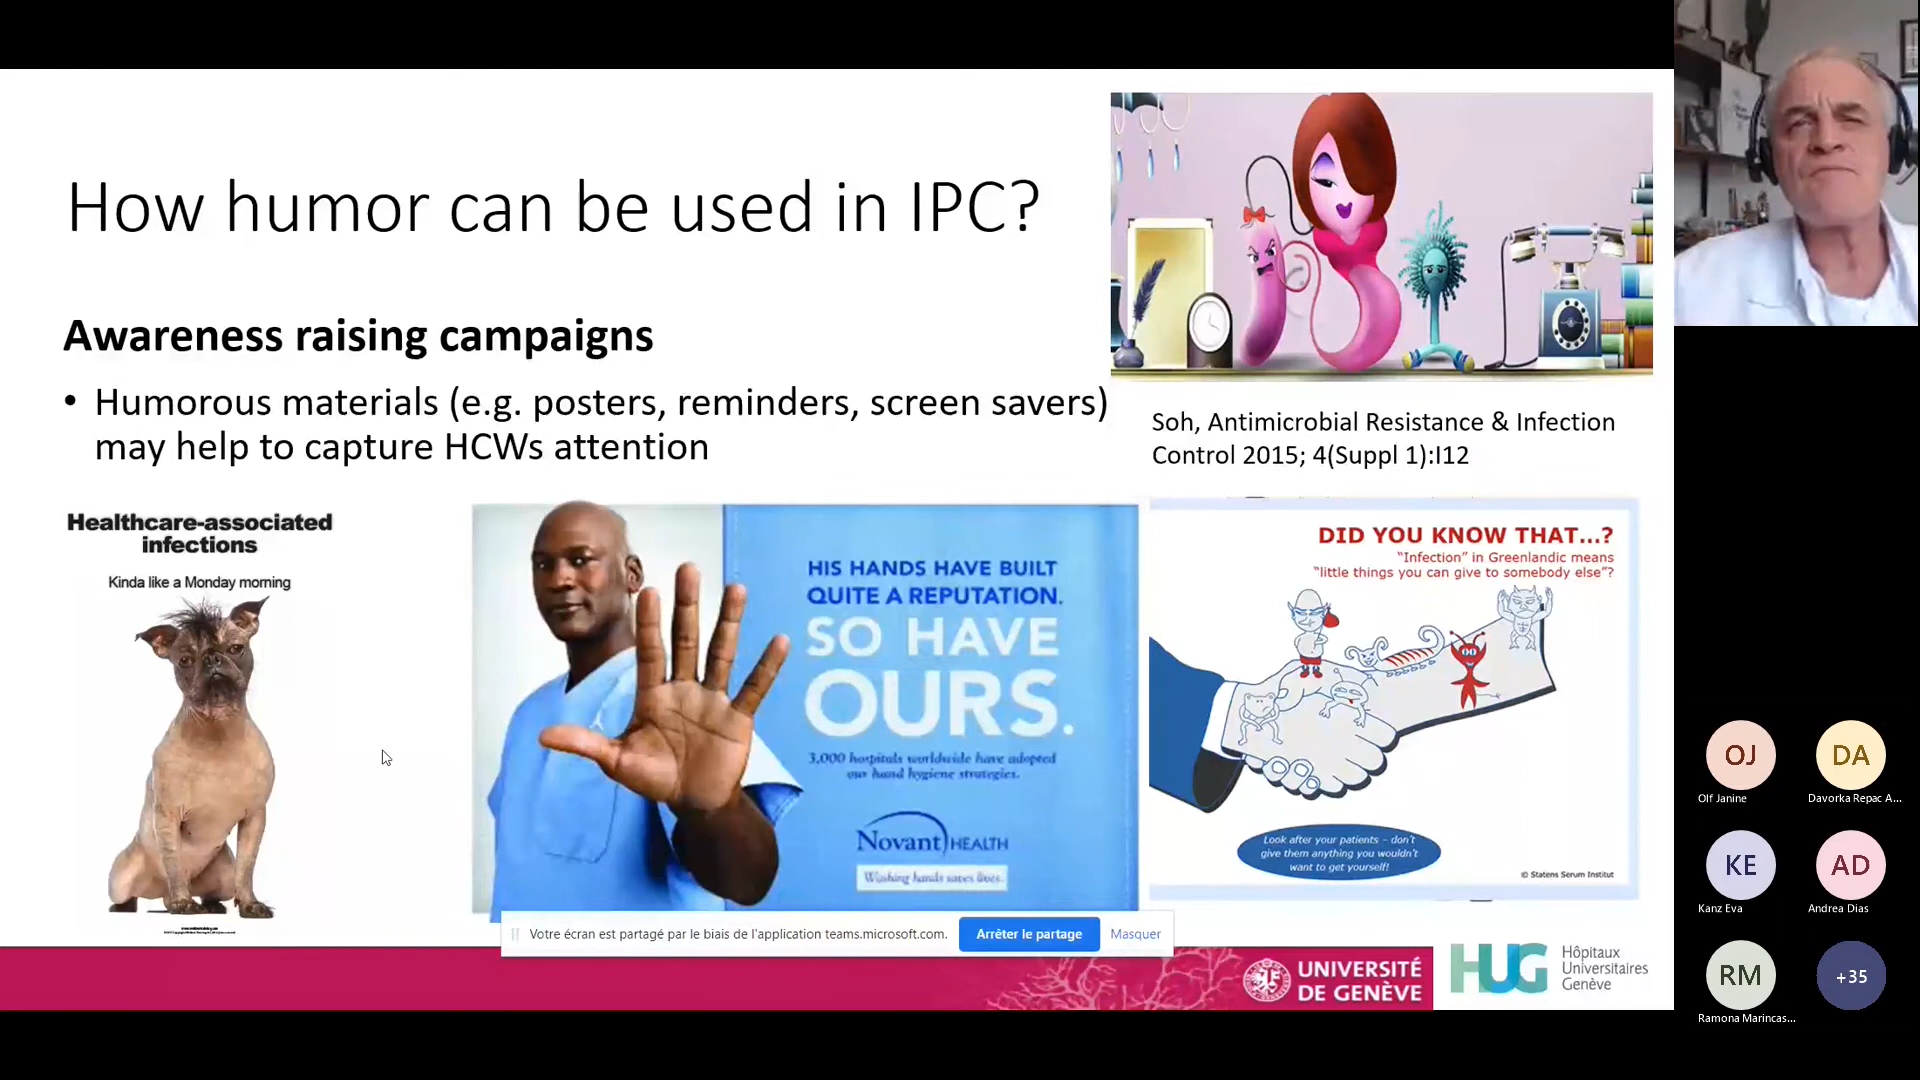 How humor can be used in IPC?
Awareness raising campaigns
• Humorous materials (e.g. posters, reminders, screen savers)
may help to capture HCWs attention
Soh, Antimicrobial Resistance & Infection
Control 2015; 4(Suppl 1):I12
Healthcare-associated
infections
Kinda like a Monday morning
HIS HANDS HAVE BUILT
QUITE A REPUTATION.
SO HAVE
OURS.
3,000 hospitals worldwide have adopted
our hand hygiene strategies.
Novant HEALTH
Washing hands saves lives.
DID YOU KNOW THAT...?
"Infection" in Greenlandic means
"little things you can give to somebody else"?
Look after your patients – don't
give them anything you wouldn't
want to get yourself!
© Statens Serum Institut
Votre écran est partagé par le biais de l'application teams.microsoft.com.
Arrêter le partage
Masquer
UNIVERSITÉ
DE GENÈVE
HUG
Hôpitaux
Universitaires
Genève
OJ
Olf Janine
DA
Davorka Repac A...
KE
Kanz Eva
AD
Andrea Dias
RM
Ramona Marincas...
+35